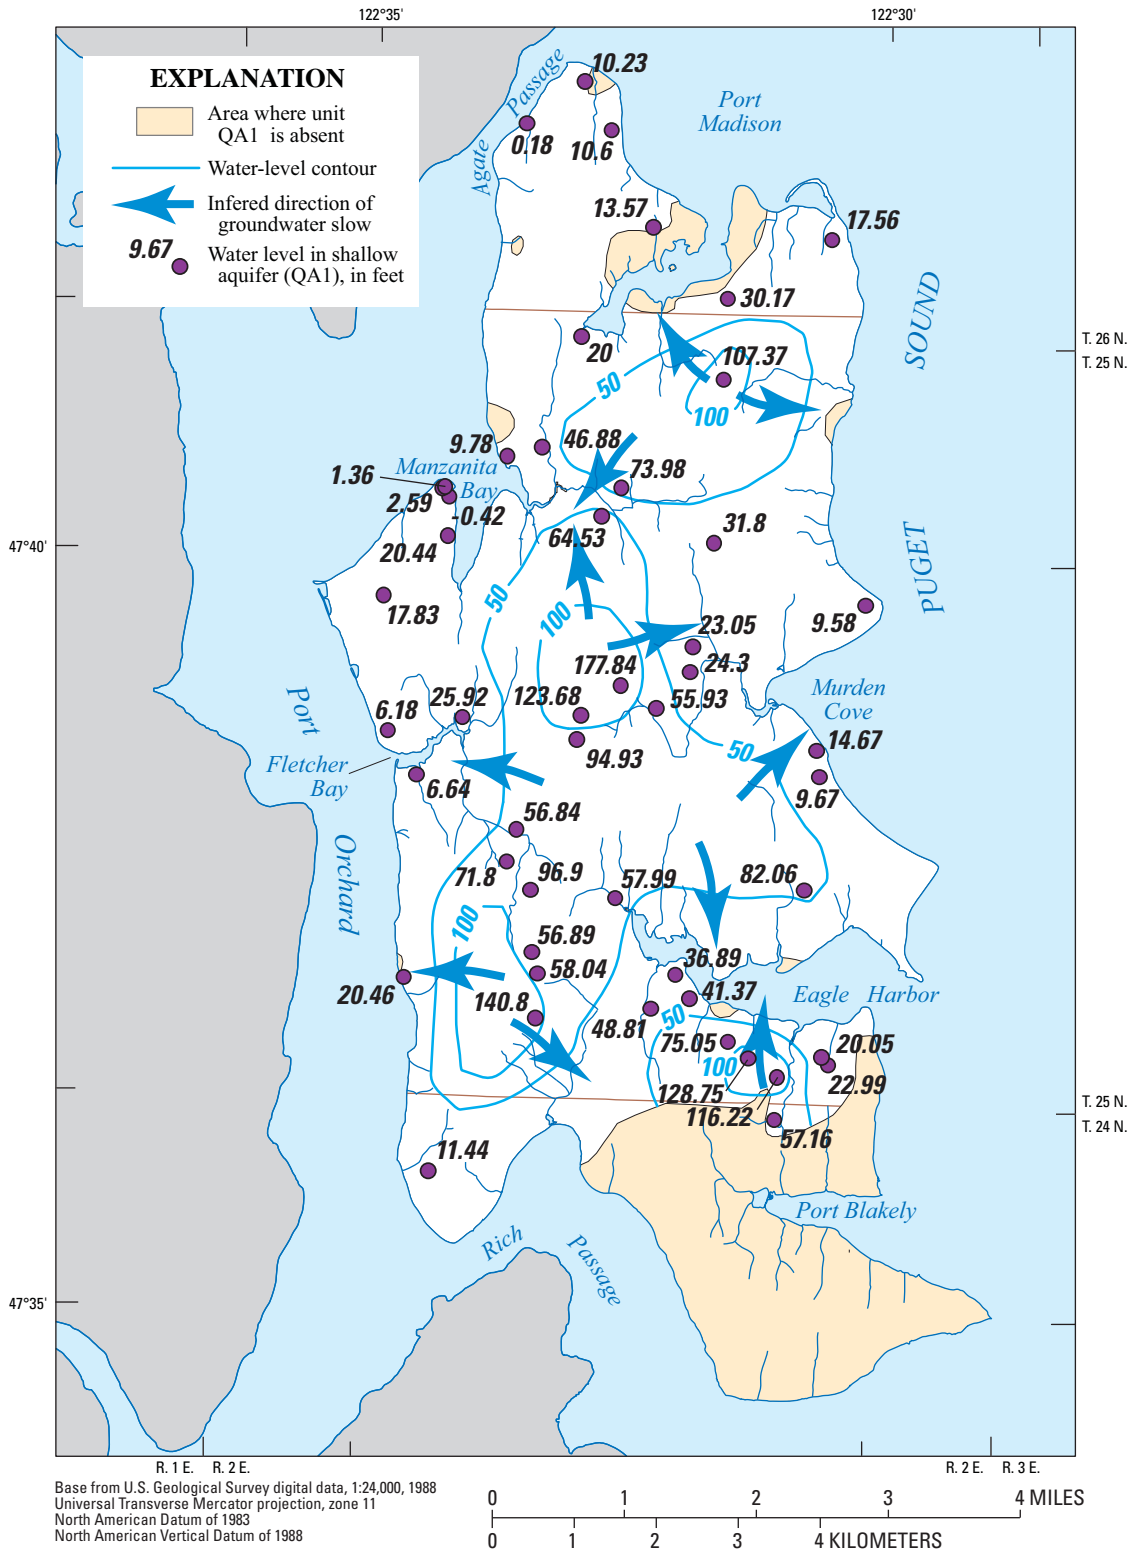 122°35'
122°30'
EXPLANATION
Area where unit
QA1 is absent
Water-level contour
Infered direction of
groundwater slow
9.67
Water level in shallow
aquifer (QA1), in feet
Agate Passage
Port
Madison
10.23
0.18
10.6
13.57
17.56
30.17
SOUND
T. 26 N.
T. 25 N.
20
107.37
50
100
9.78
46.88
73.98
Manzanita
Bay
1.36
2.59
-0.42
20.44
64.53
31.8
PUGET
47°40'
17.83
50
100
9.58
23.05
24.3
177.84
Port
6.18
25.92
123.68
55.93
Murden
Cove
94.93
50
14.67
9.67
Fletcher
Bay
6.64
56.84
Orchard
71.8
96.9
57.99
82.06
100
56.89
58.04
36.89
20.46
140.8
41.37
Eagle Harbor
48.81
50
75.05
20.05
100
22.99
128.75
116.22
57.16
T. 25 N.
T. 24 N.
11.44
Port Blakely
Rich
Passage
47°35'
R. 1 E.
R. 2 E.
R. 2 E.
R. 3 E.
Base from U.S. Geological Survey digital data, 1:24,000, 1988
Universal Transverse Mercator projection, zone 11
North American Datum of 1983
North American Vertical Datum of 1988
0 1 2 3 4 MILES
0 1 2 3 4 KILOMETERS